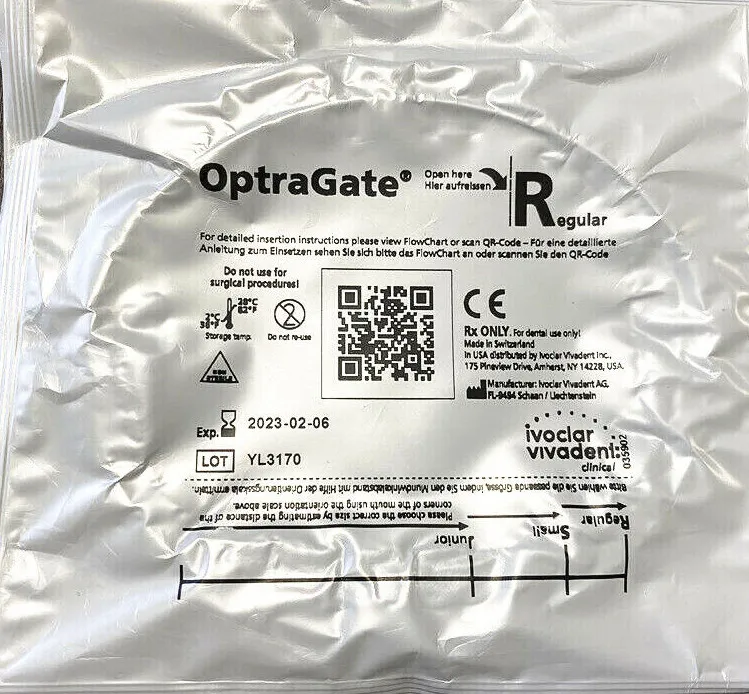 OptraGate®
Open here
Hier aufreissen
Regular
For detailed insertion instructions please view FlowChart or scan QR-Code – Für eine detaillierte
Anleitung zum Einsetzen sehen Sie sich bitte das FlowChart an oder scannen Sie den QR-Code
Do not use for
surgical procedures!
28°C
82°F
2°C
36°F
Storage temp.
Do not re-use
2
NON
STERILE
CE
Rx ONLY. For dental use only!
Made in Switzerland
In USA distributed by Ivoclar Vivadent Inc.,
175 Pineview Drive, Amherst, NY 14228, USA.
Manufacturer: Ivoclar Vivadent AG,
FL-9494 Schaan / Liechtenstein
Exp. 2023-02-06
LOT YL3170
ivoclar
vivadent:
clinical
035902
Bitte wählen Sie die passende Grösse, indem Sie den Mundwinkelabstand mit Hilfe der Orientierungsskala ermitteln.
Please choose the correct size by estimating the distance of the
corners of the mouth using the orientation scale above.
Regular
Small
Junior